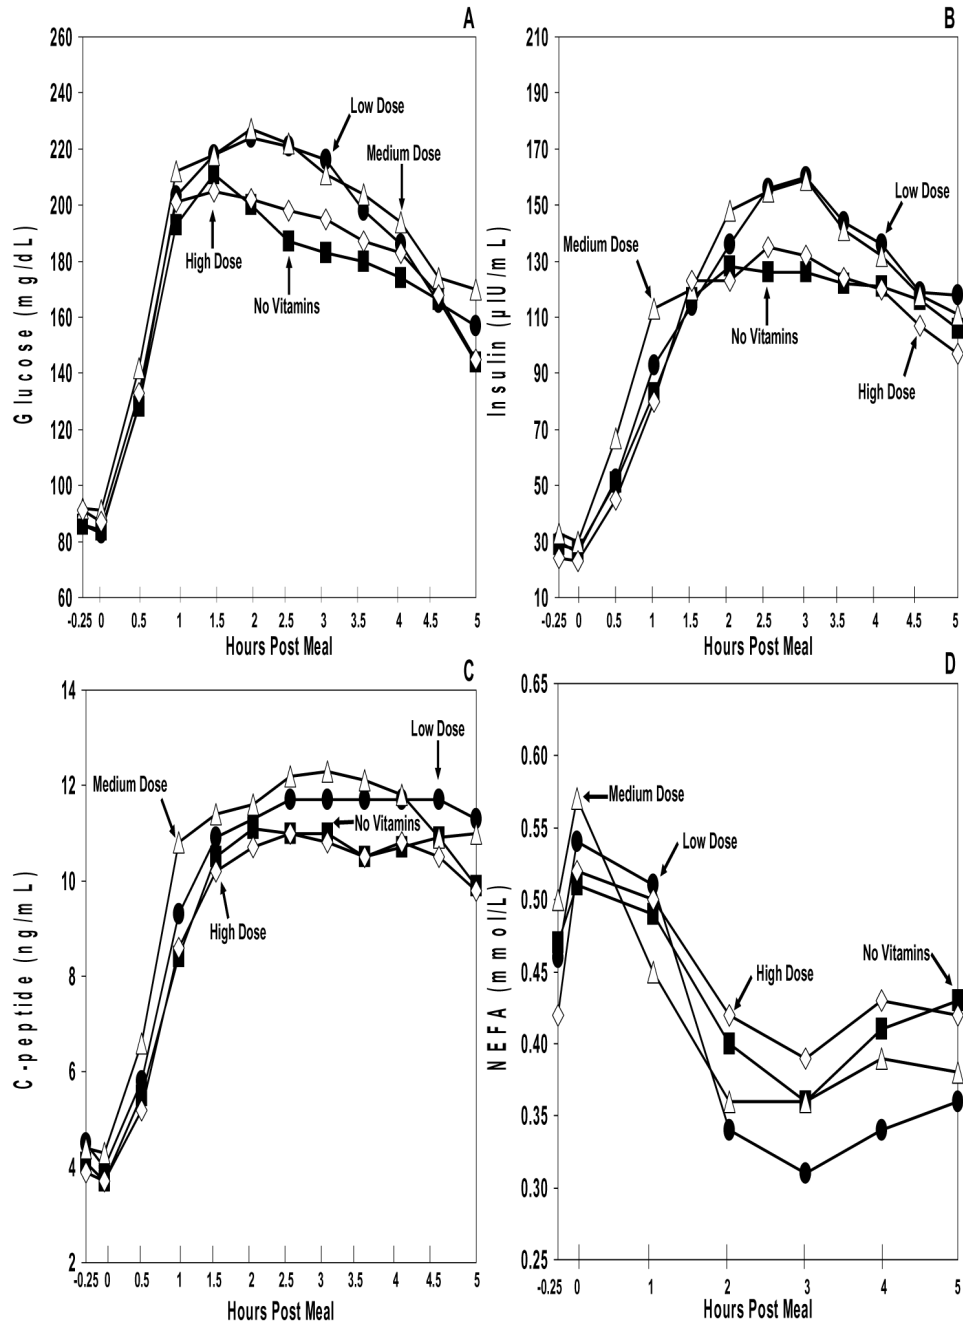 A
260
240
220
200
180
160
140
120
100
80
60
Glucose (mg/dL)
Low Dose
Medium Dose
High Dose
No Vitamins
-0.25 0 0.5 1 1.5 2 2.5 3 3.5 4 4.5 5
Hours Post Meal
B
210
190
170
150
130
110
90
70
50
30
10
Insulin (µIU/mL)
Low Dose
Medium Dose
No Vitamins
High Dose
-0.25 0 0.5 1 1.5 2 2.5 3 3.5 4 4.5 5
Hours Post Meal
C
14
12
10
8
6
4
2
C-peptide (ng/mL)
Low Dose
Medium Dose
No Vitamins
High Dose
-0.25 0 0.5 1 1.5 2 2.5 3 3.5 4 4.5 5
Hours Post Meal
D
0.65
0.60
0.55
0.50
0.45
0.40
0.35
0.30
0.25
NEFA (mmol/L)
Medium Dose
Low Dose
High Dose
No Vitamins
-0.25 0 1 2 3 4 5
Hours Post Meal